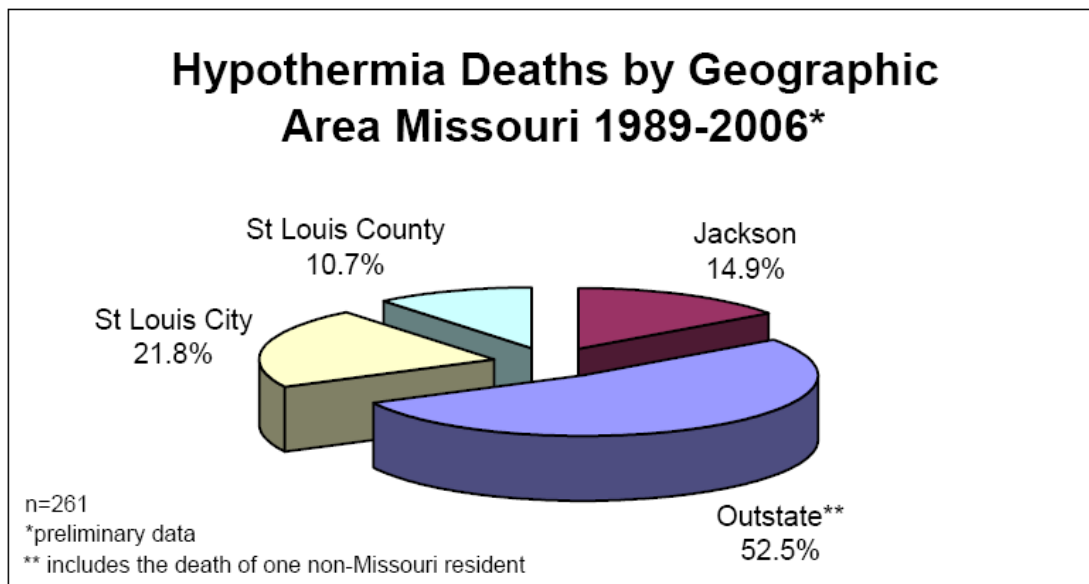 Hypothermia Deaths by Geographic
Area Missouri 1989-2006*
St Louis County
10.7%
Jackson
14.9%
St Louis City
21.8%
Outstate**
52.5%
n=261
*preliminary data
** includes the death of one non-Missouri resident